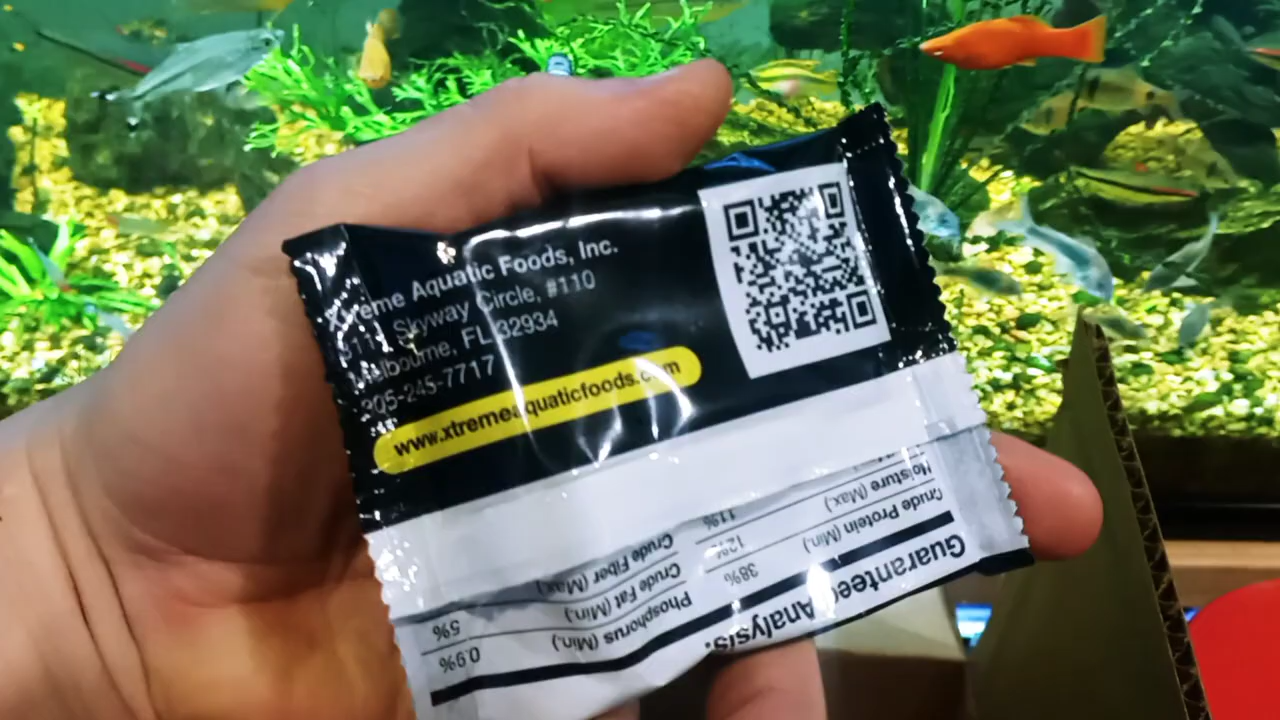 Xtreme Aquatic Foods, Inc.
Skyway Circle, #110
Melbourne, FL 32934
305-245-7717
www.xtremeaquaticfoods.com
Guaranteed Analysis:
Crude Protein (Min.) 38%
Moisture (Max.) 12%
11%
Phosphorus (Min.) 0.9%
Crude Fat (Min.) 5%
Crude Fiber (Max.)